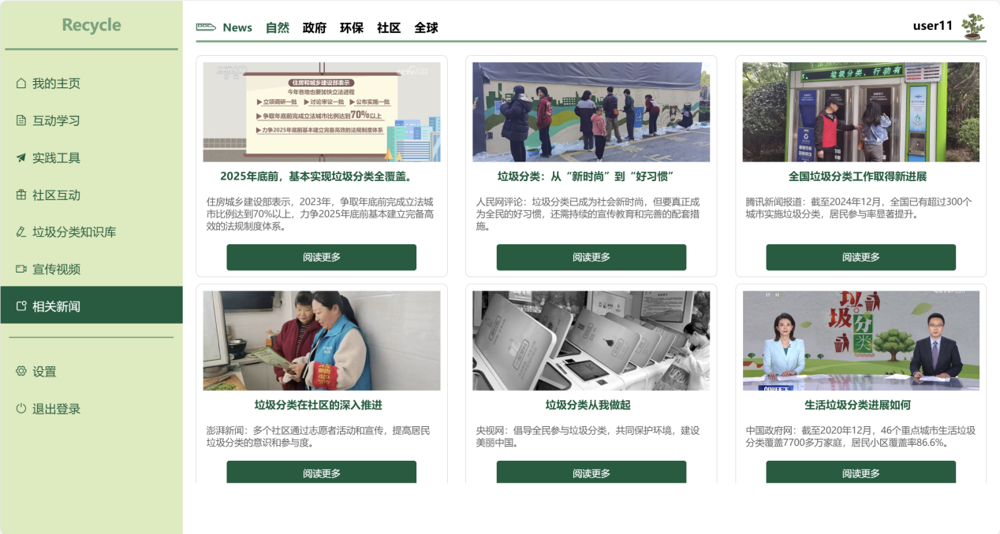 Recycle
我的主页
互动学习
实践工具
社区互动
垃圾分类知识库
宣传视频
相关新闻
设置
退出登录
News 自然 政府 环保 社区 全球
user11
住房和城乡建设部表示
今年各地也要加快立法进程
▶立项调研一批 ▶讨论审议一批 ▶公布实施一批
▶争取年底前完成立法城市比例达到70%以上
▶力争2025年底前基本建立完备高效的法规制度体系
2025年底前，基本实现垃圾分类全覆盖。
住房城乡建设部表示，2023年，争取年底前完成立法城
市比例达到70%以上，力争2025年底前基本建立完备高
效的法规制度体系。
阅读更多
垃圾分类：从“新时尚”到“好习惯”
人民网评论：垃圾分类已成为社会新时尚，但要真正成
为全民的好习惯，还需持续的宣传教育和完善的配套措
施。
阅读更多
垃圾分类，行动有
全国垃圾分类工作取得新进展
腾讯新闻报道：截至2024年12月，全国已有超过300个
城市实施垃圾分类，居民参与率显著提升。
阅读更多
垃圾分类在社区的深入推进
澎湃新闻：多个社区通过志愿者活动和宣传，提高居民
垃圾分类的意识和参与度。
阅读更多
垃圾分类从我做起
央视网：倡导全民参与垃圾分类，共同保护环境，建设
美丽中国。
阅读更多
垃圾
分类
生活垃圾分类进展如何
中国政府网：截至2020年12月，46个重点城市生活垃圾
分类覆盖7700多万家庭，居民小区覆盖率86.6%。
阅读更多